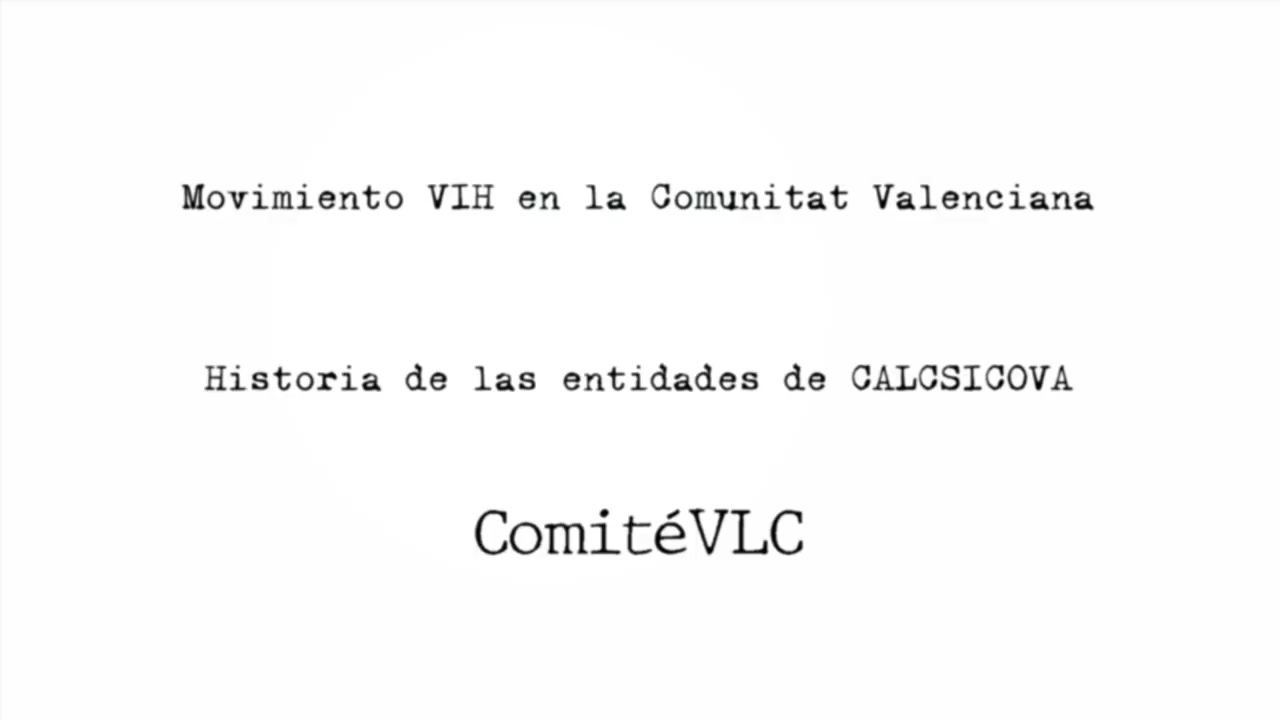 Movimiento VIH en la Comunitat Valenciana
Historia de las entidades de CALCSICOVA
ComitéVLC